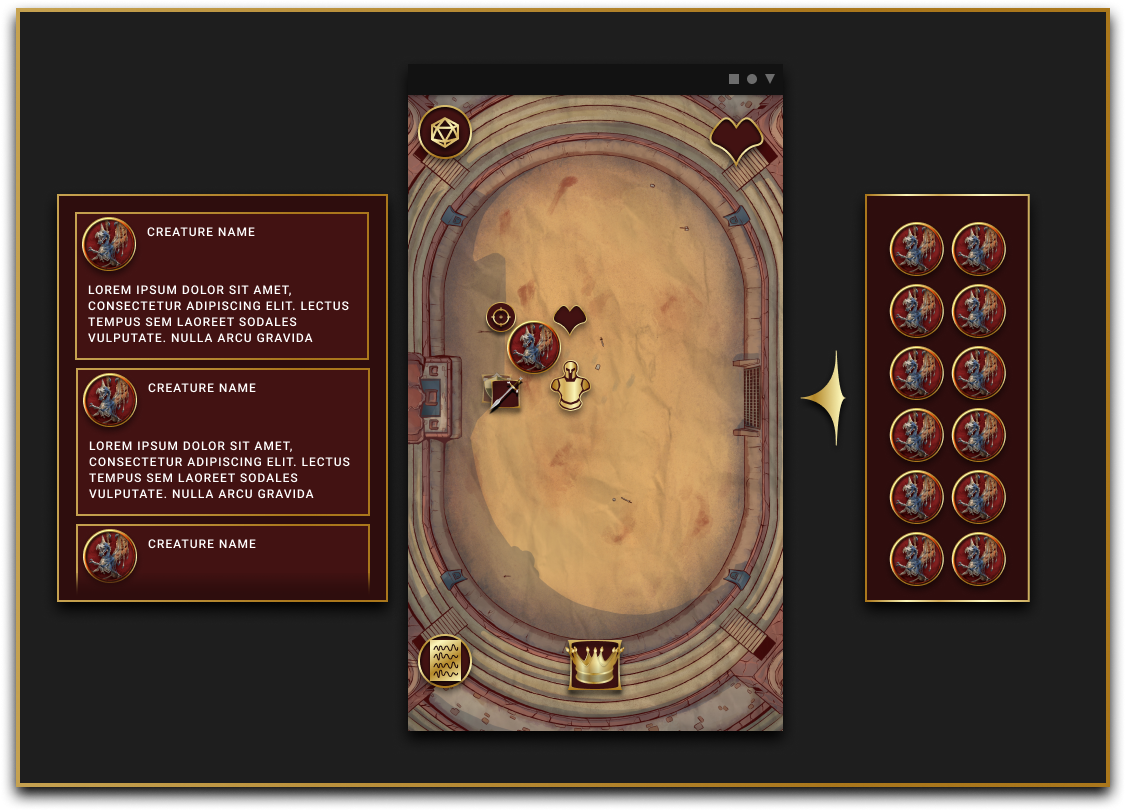 CREATURE NAME
LOREM IPSUM DOLOR SIT AMET,
CONSECTETUR ADIPISCING ELIT. LECTUS
TEMPUS SEM LAOREET SODALES
VULPUTATE. NULLA ARCU GRAVIDA
CREATURE NAME
LOREM IPSUM DOLOR SIT AMET,
CONSECTETUR ADIPISCING ELIT. LECTUS
TEMPUS SEM LAOREET SODALES
VULPUTATE. NULLA ARCU GRAVIDA
CREATURE NAME